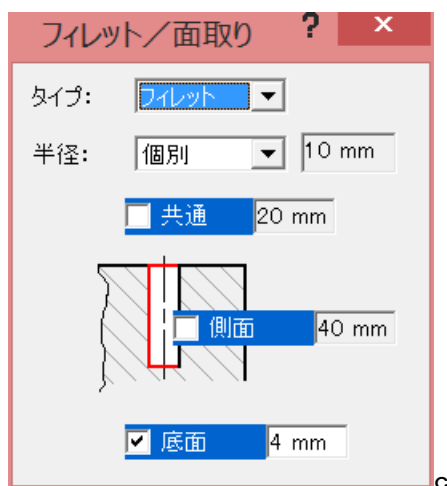 フィレット／面取り ? ×
タイプ: フィレット
半径: 個別 10 mm
共通 20 mm
側面 40 mm
底面 4 mm